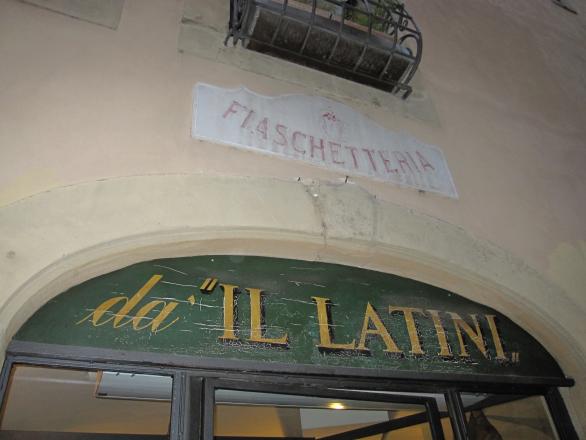 FIASCHETTERIA
da' "IL LATINI„